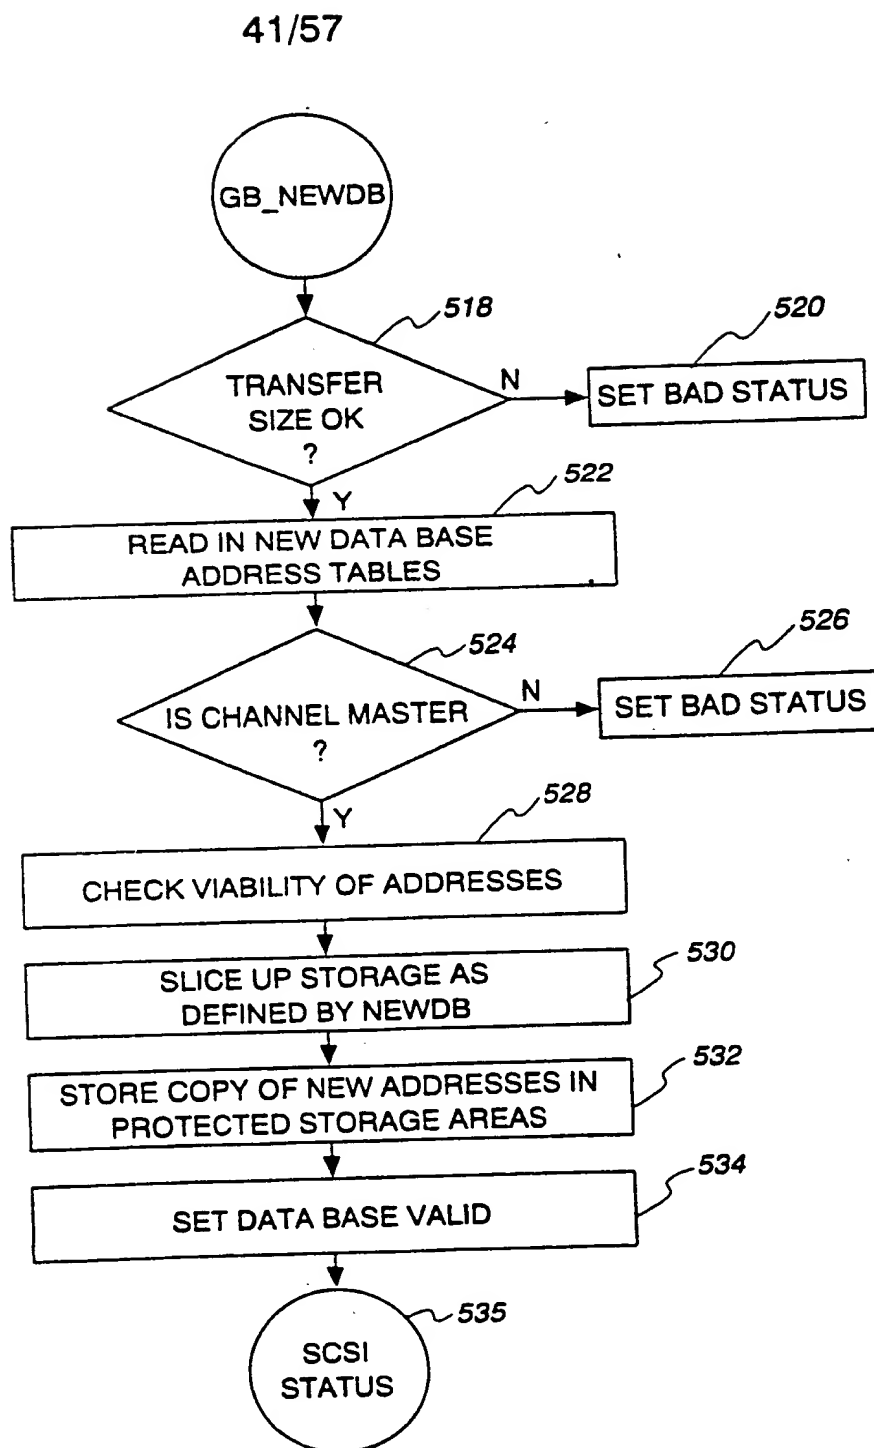 41/57
GB_NEWDB
518
520
TRANSFER
SIZE OK
?
N
SET BAD STATUS
Y
522
READ IN NEW DATA BASE
ADDRESS TABLES
524
526
IS CHANNEL MASTER
?
N
SET BAD STATUS
Y
528
CHECK VIABILITY OF ADDRESSES
530
SLICE UP STORAGE AS
DEFINED BY NEWDB
532
STORE COPY OF NEW ADDRESSES IN
PROTECTED STORAGE AREAS
534
SET DATA BASE VALID
535
SCSI
STATUS